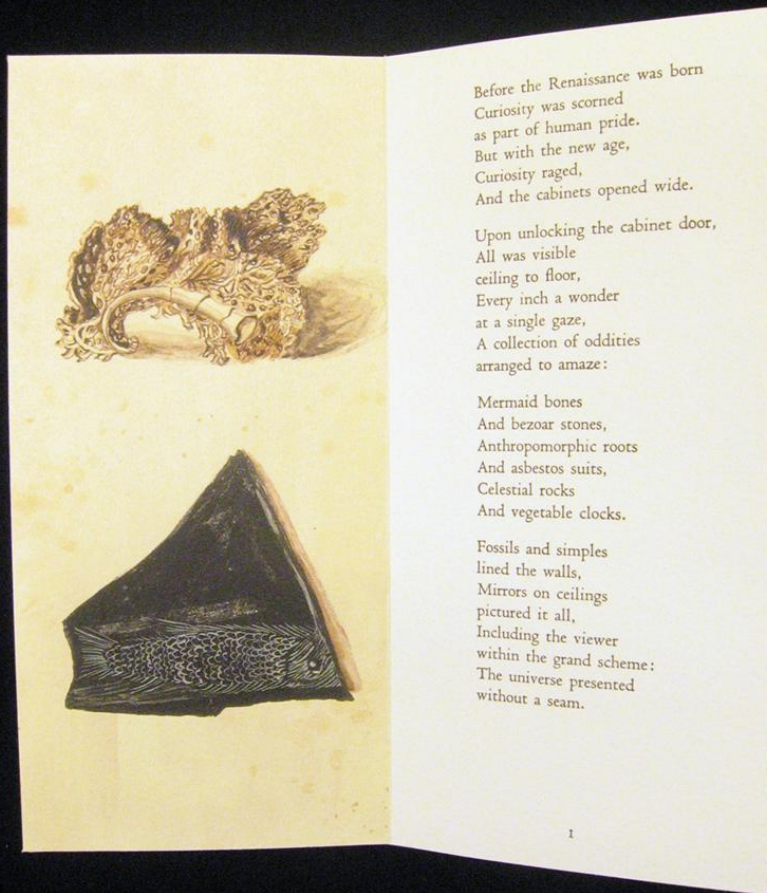 Before the Renaissance was born
Curiosity was scorned
as part of human pride.
But with the new age,
Curiosity raged,
And the cabinets opened wide.
Upon unlocking the cabinet door,
All was visible
ceiling to floor,
Every inch a wonder
at a single gaze,
A collection of oddities
arranged to amaze:
Mermaid bones
And bezoar stones,
Anthropomorphic roots
And asbestos suits,
Celestial rocks
And vegetable clocks.
Fossils and simples
lined the walls,
Mirrors on ceilings
pictured it all,
Including the viewer
within the grand scheme:
The universe presented
without a seam.
1